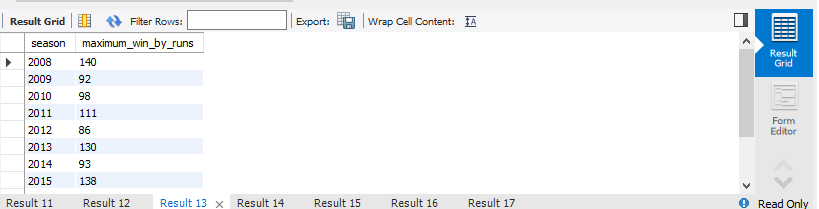 Result Grid Filter Rows: Export: Wrap Cell Content: IA
season maximum_win_by_runs
2008 140
2009 92
2010 98
2011 111
2012 86
2013 130
2014 93
2015 138
Result Grid
Form Editor
Result 11 Result 12 Result 13 × Result 14 Result 15 Result 16 Result 17 Read Only